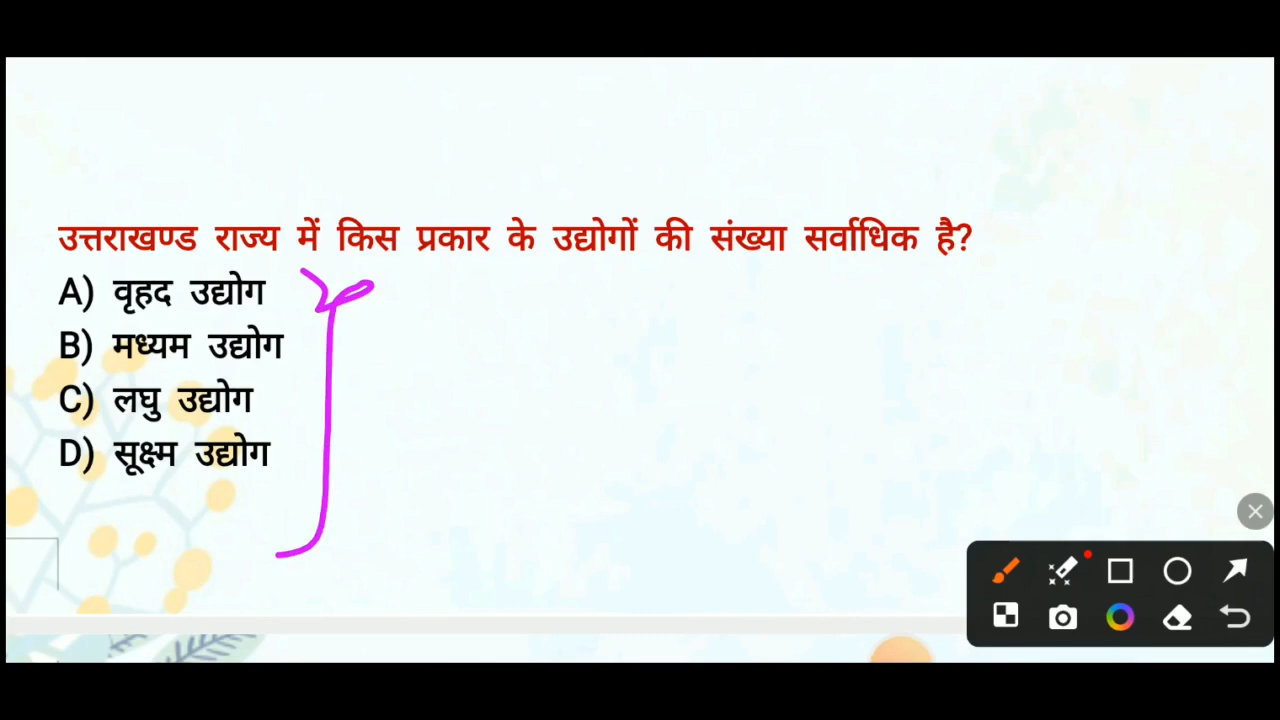 उत्तराखण्ड राज्य में किस प्रकार के उद्योगों की संख्या सर्वाधिक है?
A) वृहद उद्योग
B) मध्यम उद्योग
C) लघु उद्योग
D) सूक्ष्म उद्योग